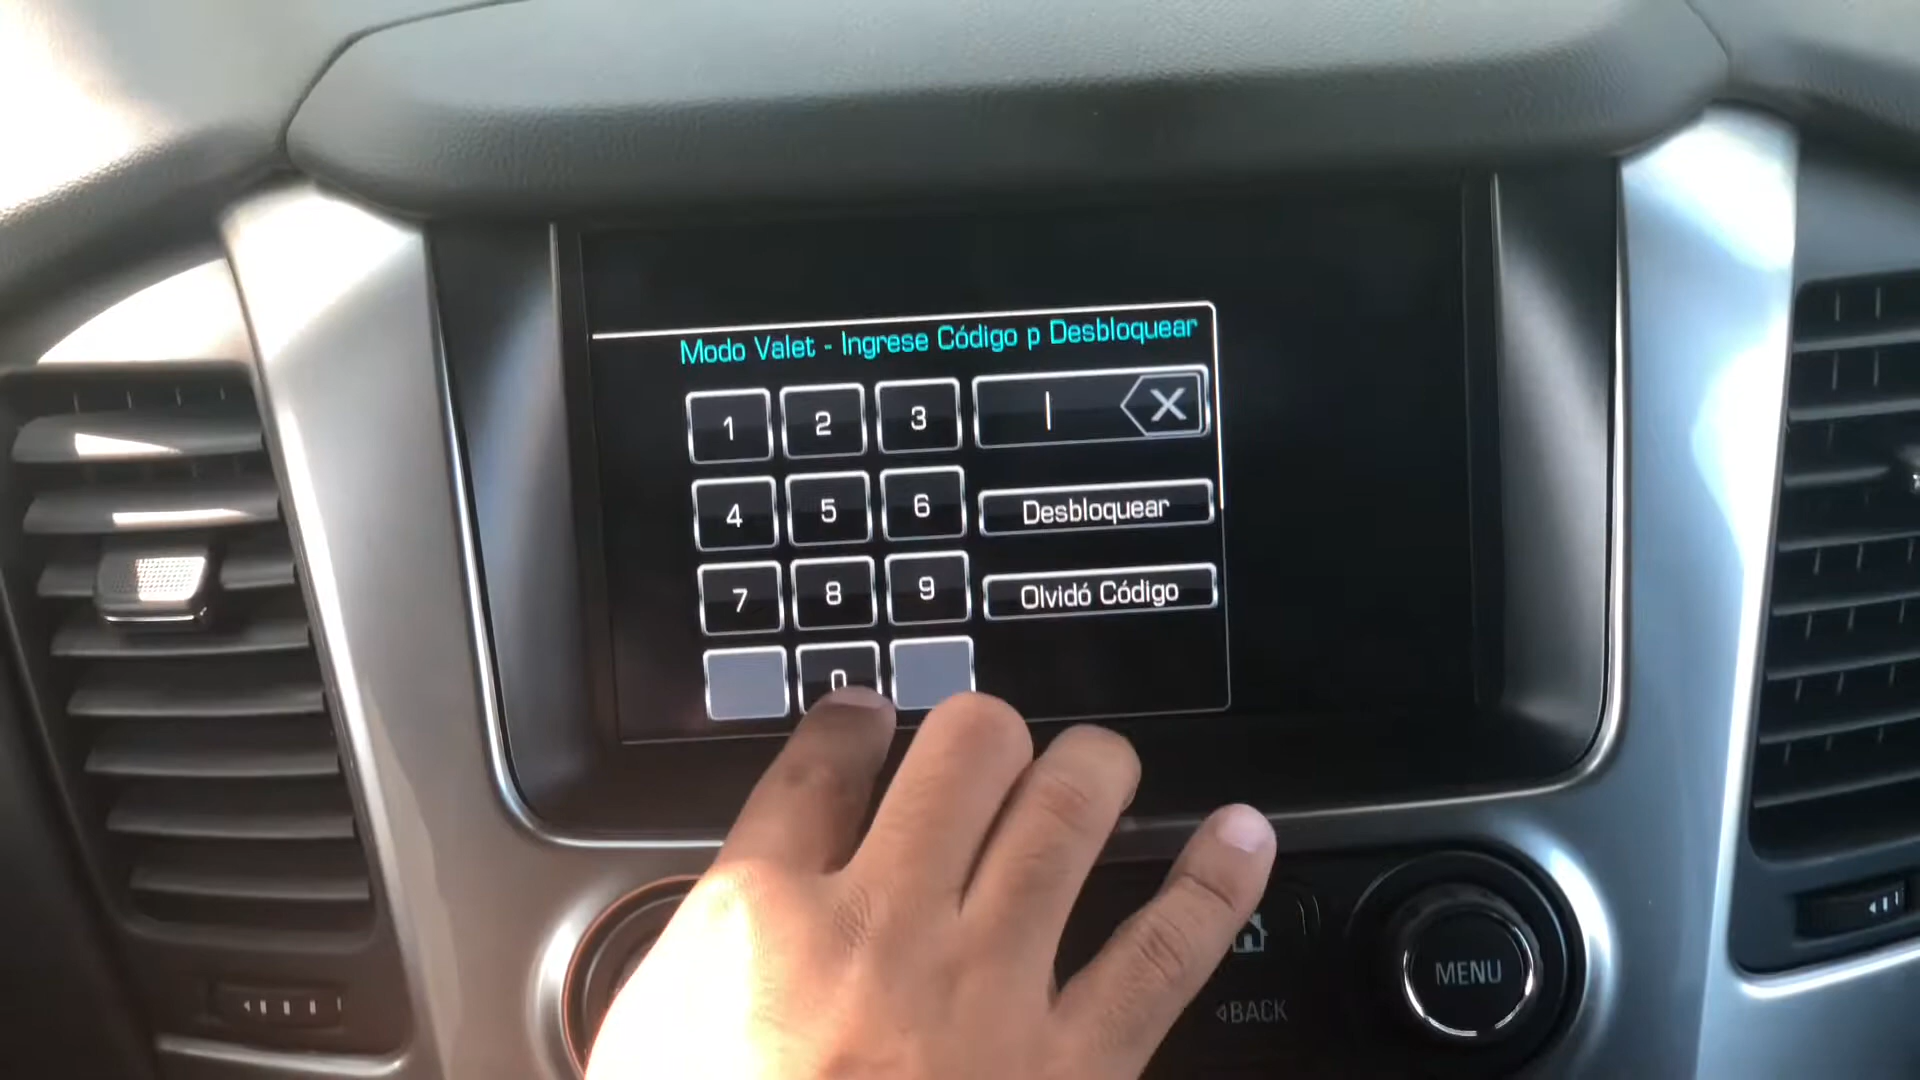 Modo Valet - Ingrese Código p Desbloquear
1 2 3
4 5 6 Desbloquear
7 8 9 Olvidó Código
0
MENU
BACK